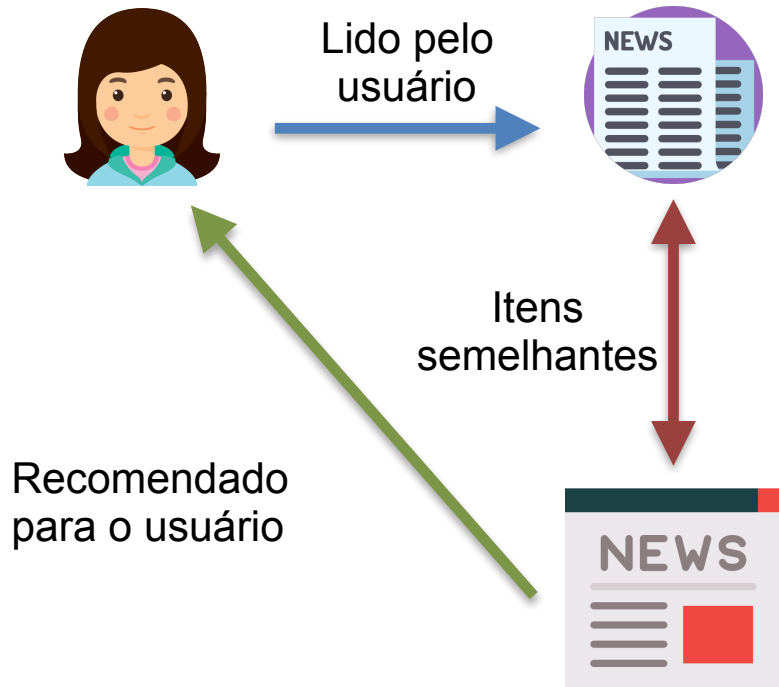 Lido pelo
usuário
NEWS
Itens
semelhantes
Recomendado
para o usuário
NEWS